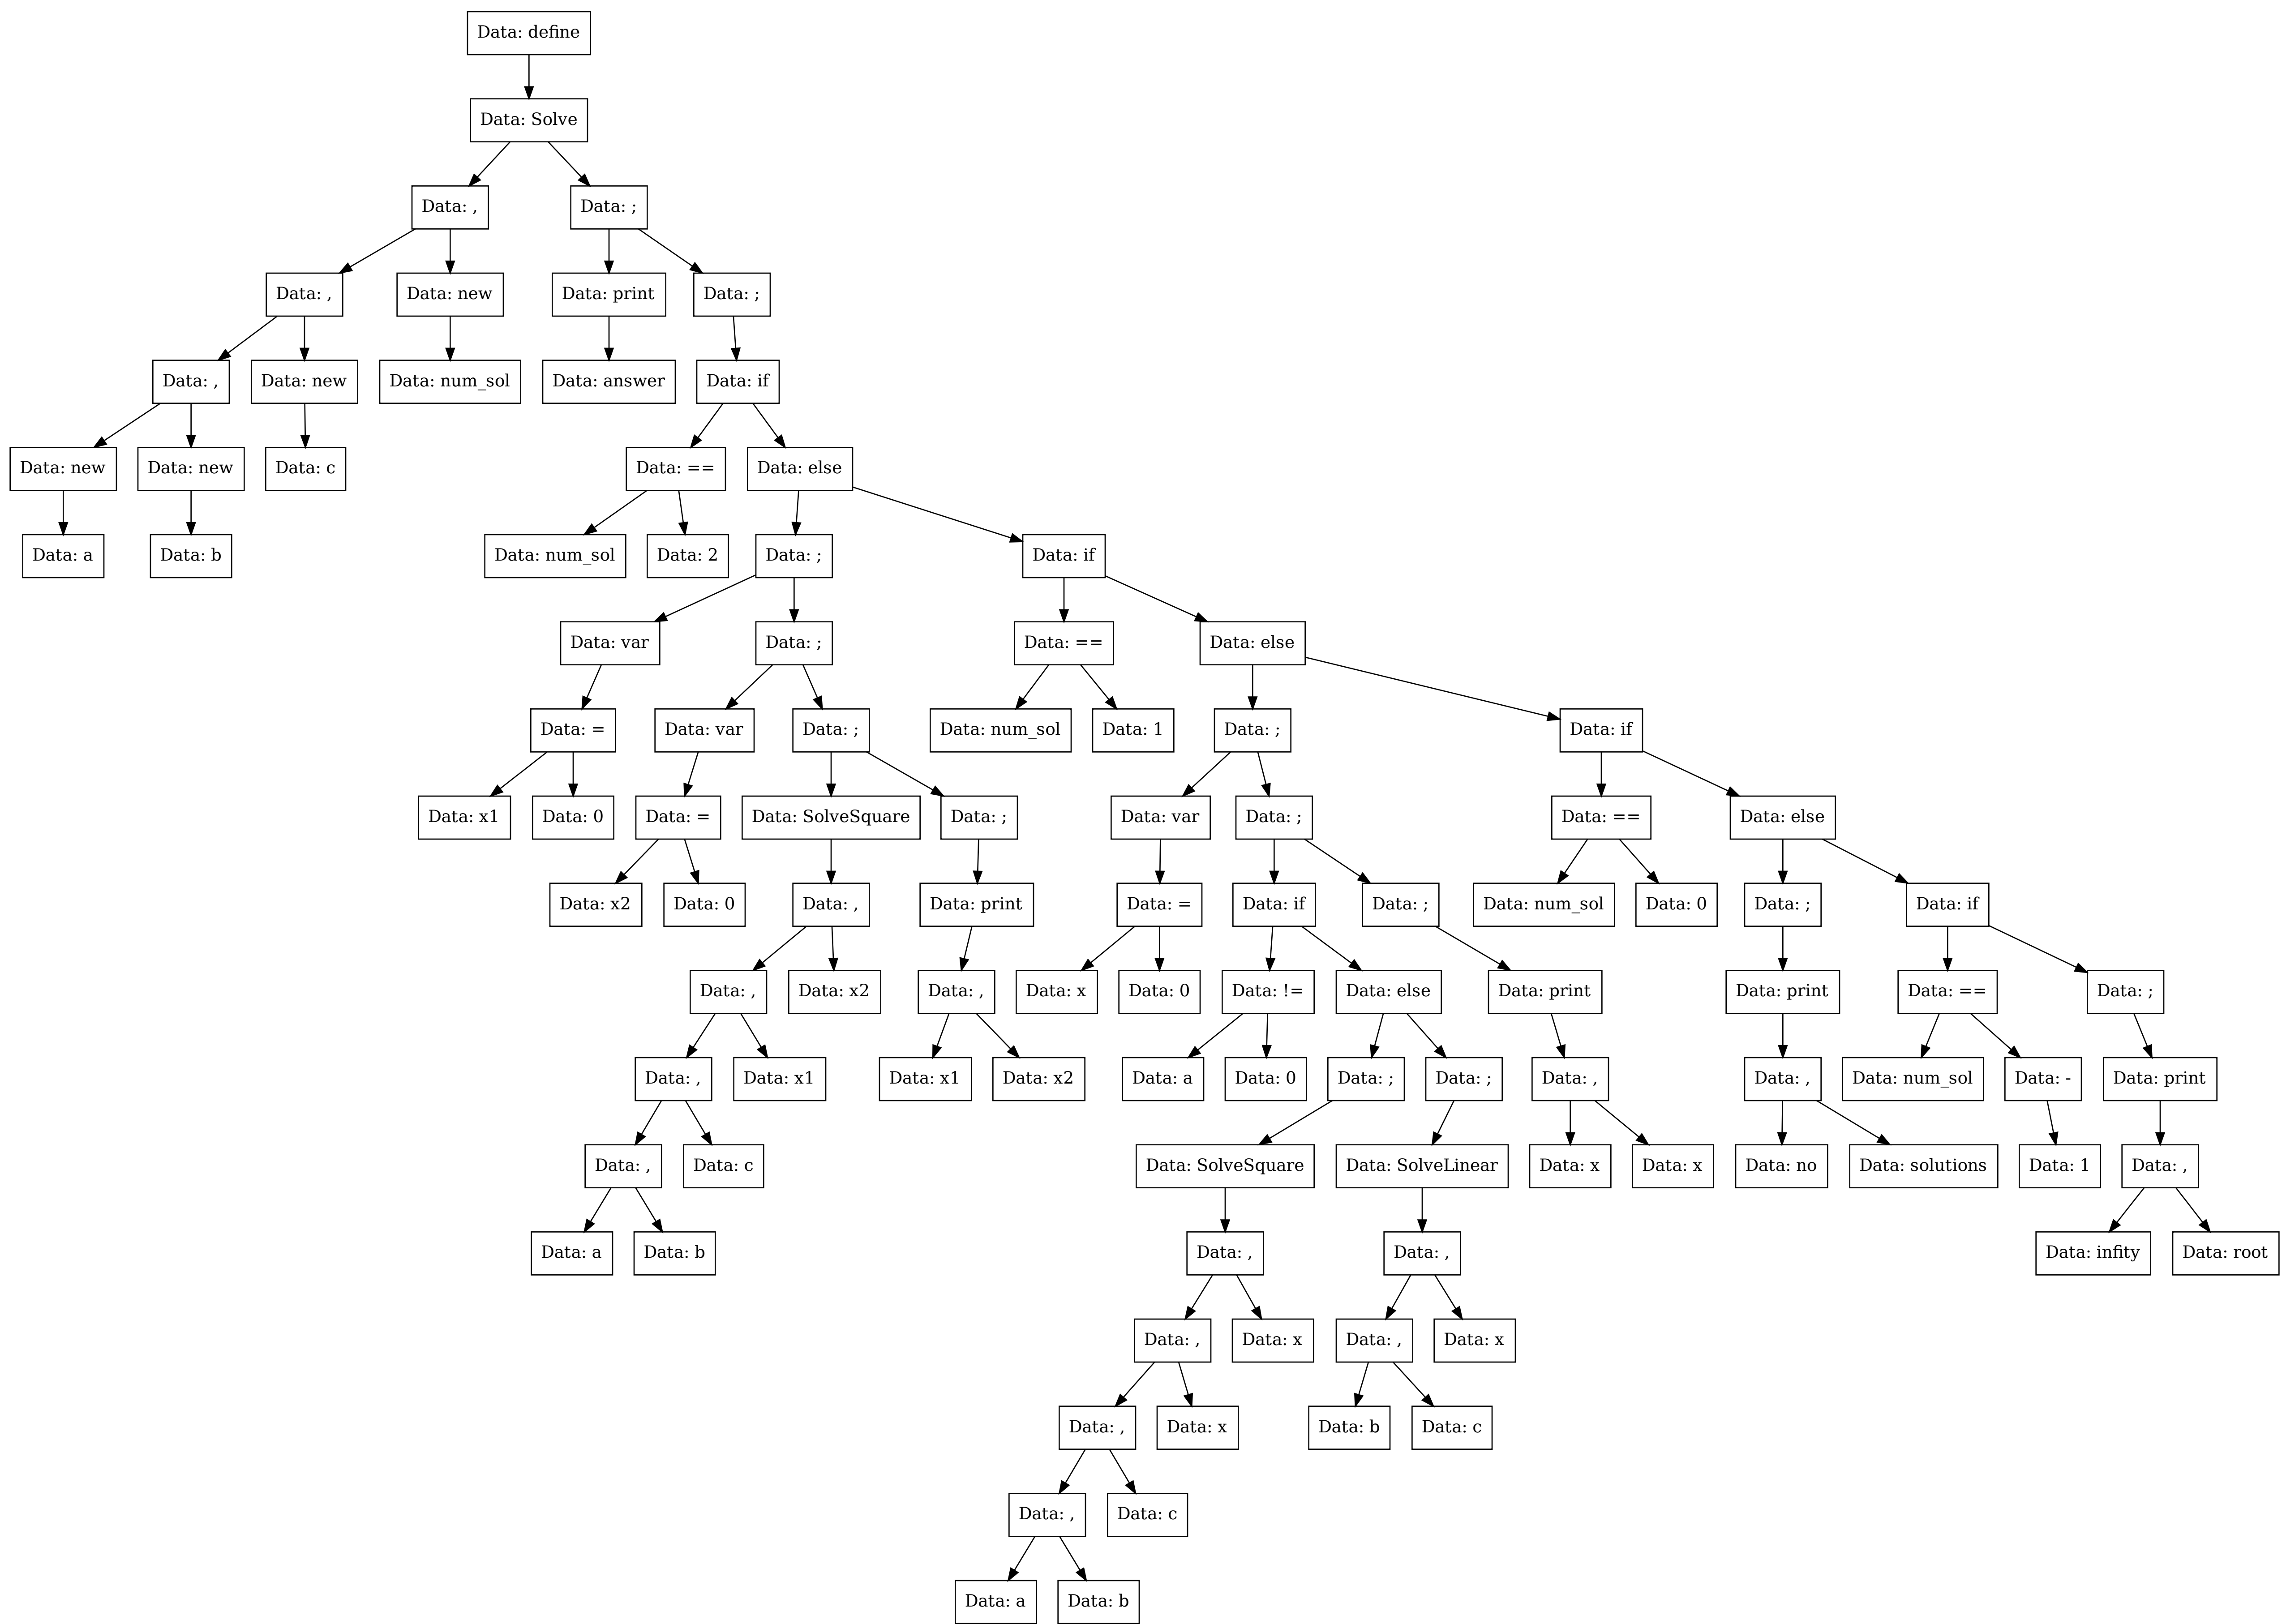 Data: define
Data: Solve
Data: ,
Data: ;
Data: ,
Data: new
Data: print
Data: ;
Data: ,
Data: new
Data: num_sol
Data: answer
Data: if
Data: new
Data: new
Data: c
Data: ==
Data: else
Data: a
Data: b
Data: num_sol
Data: 2
Data: ;
Data: if
Data: var
Data: ;
Data: ==
Data: else
Data: =
Data: var
Data: ;
Data: num_sol
Data: 1
Data: ;
Data: if
Data: x1
Data: 0
Data: =
Data: SolveSquare
Data: ;
Data: var
Data: ;
Data: ==
Data: else
Data: x2
Data: 0
Data: ,
Data: print
Data: =
Data: if
Data: ;
Data: num_sol
Data: 0
Data: ;
Data: if
Data: ,
Data: x2
Data: ,
Data: x
Data: 0
Data: !=
Data: else
Data: print
Data: print
Data: ==
Data: ;
Data: ,
Data: x1
Data: x1
Data: x2
Data: a
Data: 0
Data: ;
Data: ;
Data: ,
Data: ,
Data: num_sol
Data: -
Data: print
Data: ,
Data: c
Data: SolveSquare
Data: SolveLinear
Data: x
Data: x
Data: no
Data: solutions
Data: 1
Data: ,
Data: a
Data: b
Data: ,
Data: ,
Data: infity
Data: root
Data: ,
Data: x
Data: ,
Data: x
Data: ,
Data: x
Data: b
Data: c
Data: ,
Data: c
Data: a
Data: b